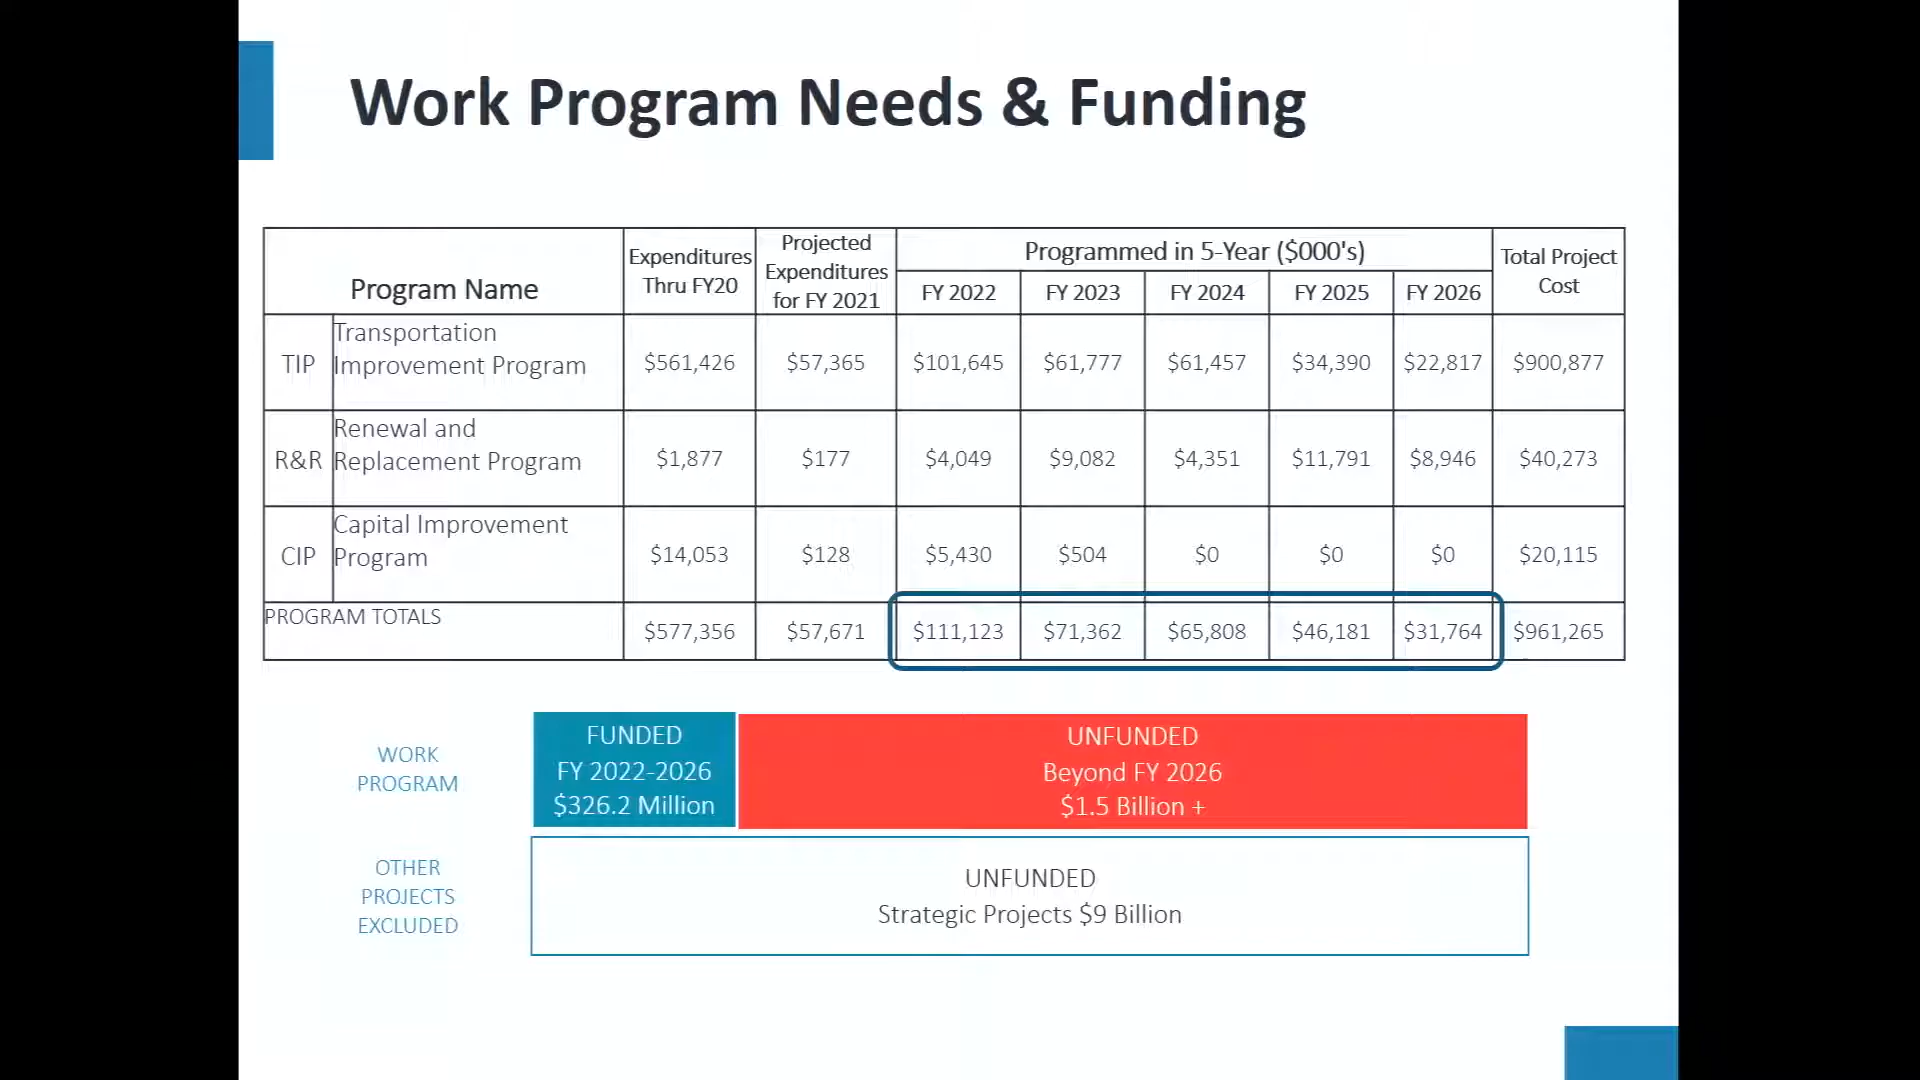 Work Program Needs & Funding
Program Name
Expenditures
Thru FY20
Projected
Expenditures
for FY 2021
Programmed in 5-Year ($000's)
FY 2022 FY 2023 FY 2024 FY 2025 FY 2026
Total Project
Cost
TIP
Transportation
Improvement Program
$561,426 $57,365 $101,645 $61,777 $61,457 $34,390 $22,817 $900,877
R&R
Renewal and
Replacement Program
$1,877 $177 $4,049 $9,082 $4,351 $11,791 $8,946 $40,273
CIP
Capital Improvement
Program
$14,053 $128 $5,430 $504 $0 $0 $0 $20,115
PROGRAM TOTALS
$577,356 $57,671 $111,123 $71,362 $65,808 $46,181 $31,764 $961,265
WORK
PROGRAM
FUNDED
FY 2022-2026
$326.2 Million
UNFUNDED
Beyond FY 2026
$1.5 Billion +
OTHER
PROJECTS
EXCLUDED
UNFUNDED
Strategic Projects $9 Billion